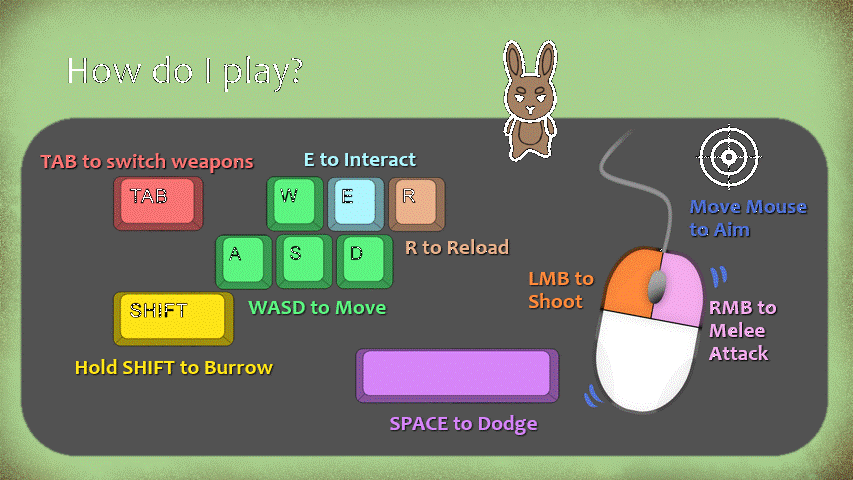 How do I play?
TAB to switch weapons
E to Interact
TAB
W
E
R
Move Mouse
to Aim
A
S
D
R to Reload
LMB to
Shoot
SHIFT
WASD to Move
RMB to
Melee
Attack
Hold SHIFT to Burrow
SPACE to Dodge